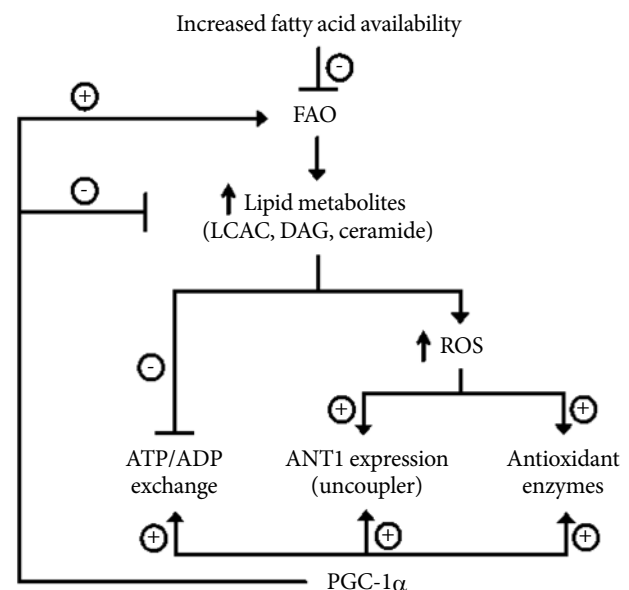 Increased fatty acid availability
-
+
FAO
-
Lipid metabolites
(LCAC, DAG, ceramide)
ROS
-
+
+
ATP/ADP
exchange
ANT1 expression
(uncoupler)
Antioxidant
enzymes
+
+
+
PGC-1α